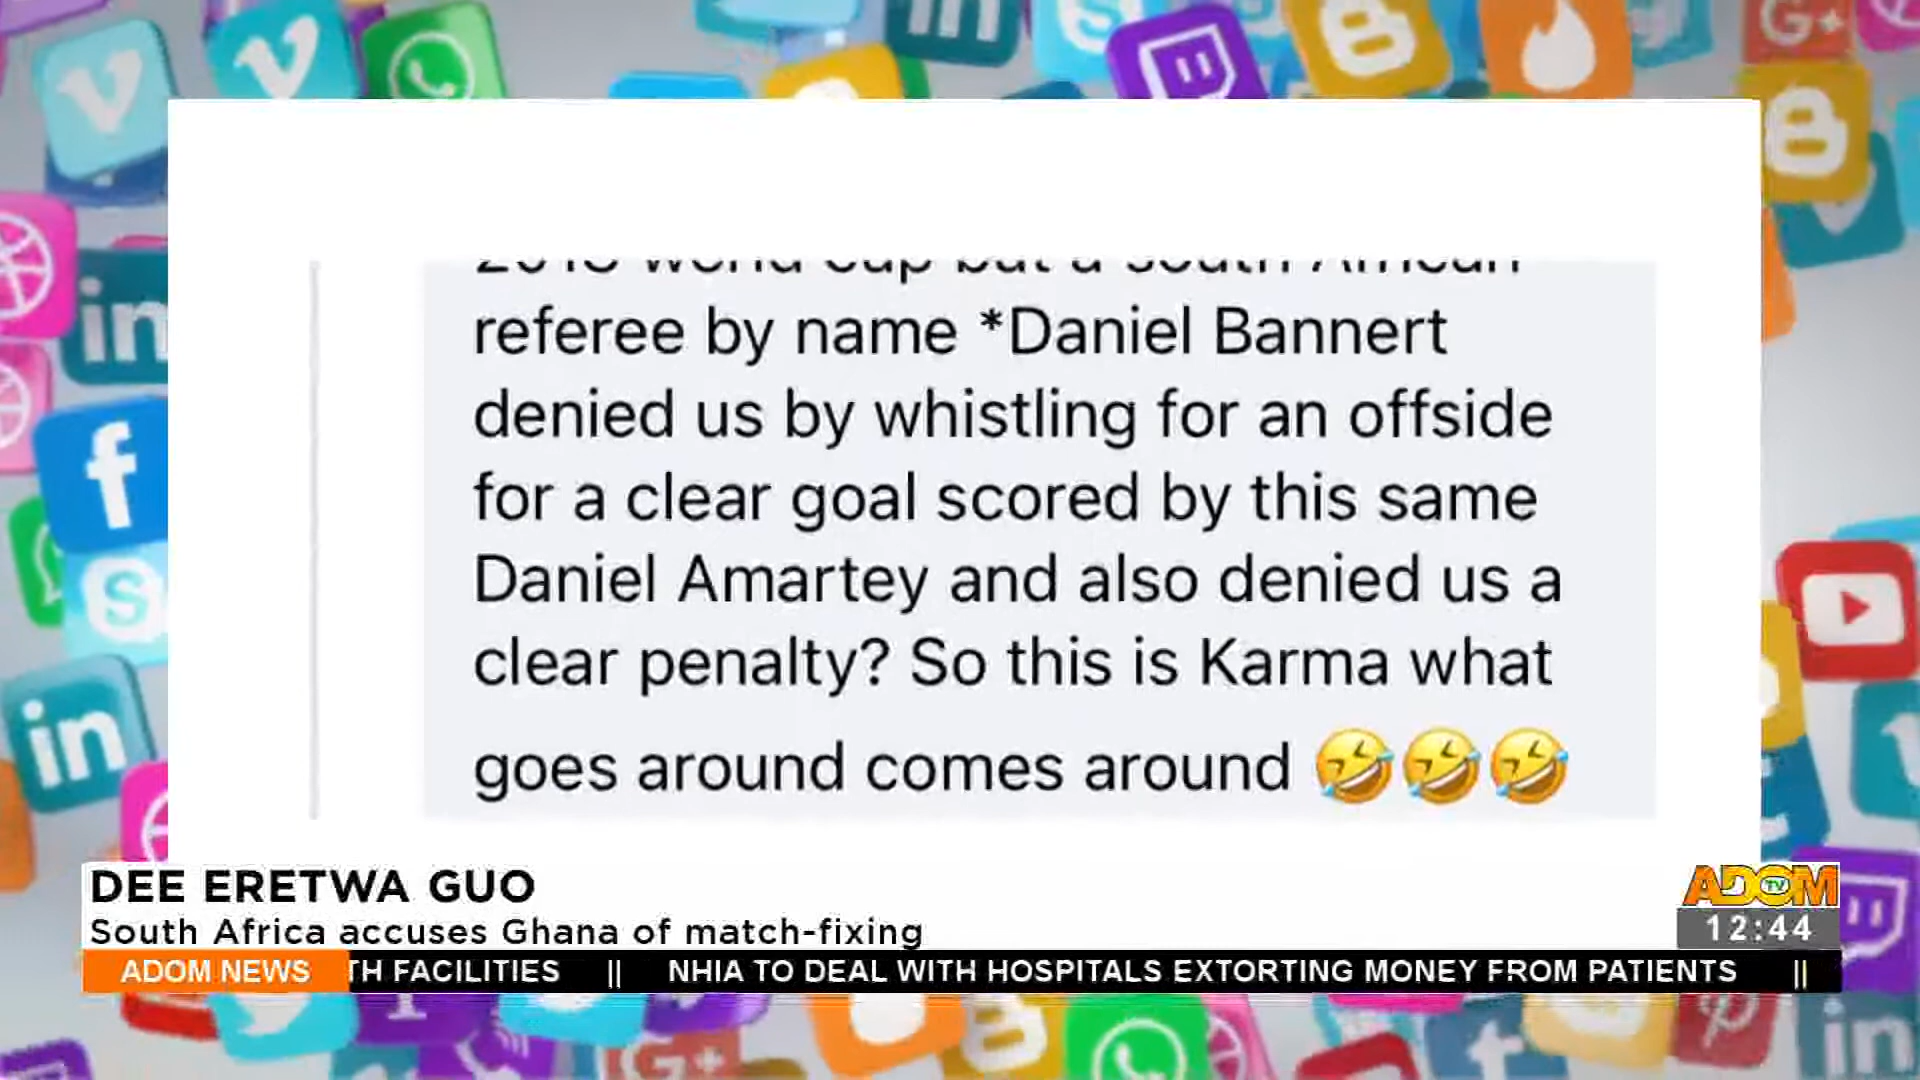 referee by name *Daniel Bannert
denied us by whistling for an offside
for a clear goal scored by this same
Daniel Amartey and also denied us a
clear penalty? So this is Karma what
goes around comes around 🤣🤣🤣
DEE ERETWA GUO
South Africa accuses Ghana of match-fixing
ADOM TV
12:44
ADOM NEWS
TH FACILITIES || NHIA TO DEAL WITH HOSPITALS EXTORTING MONEY FROM PATIENTS ||